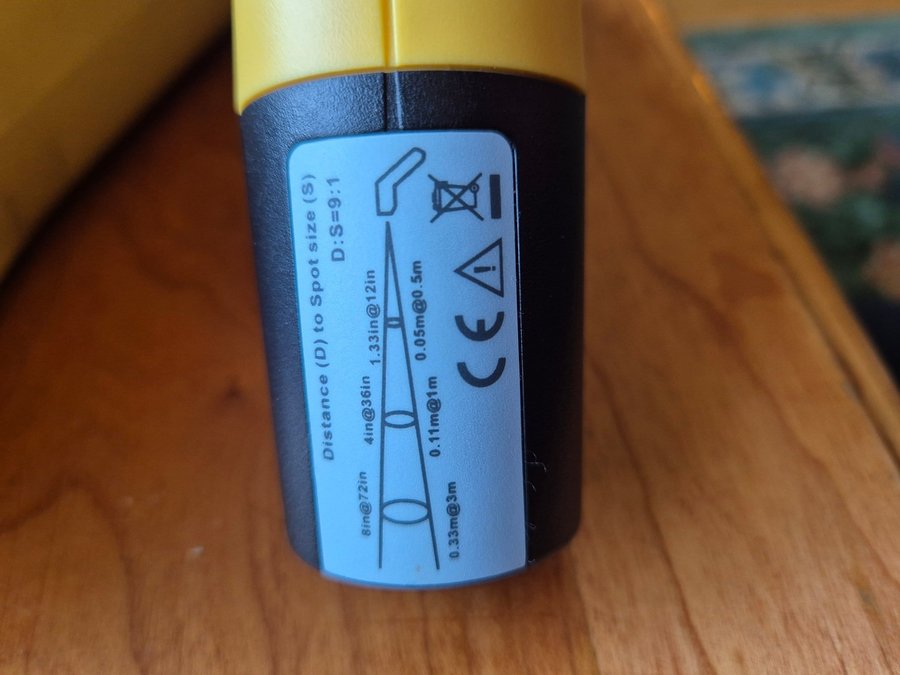 Distance (D) to Spot size (S)
D:S=9:1
8in@72in 4in@36in 1.33in@12in
0.33m@3m 0.11m@1m 0.05m@0.5m
CE